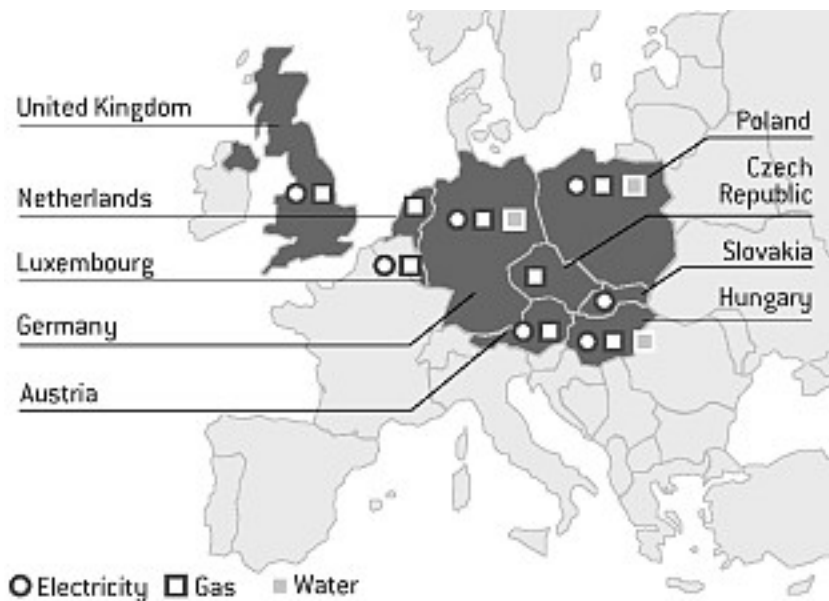 United Kingdom
Netherlands
Luxembourg
Germany
Austria
Poland
Czech
Republic
Slovakia
Hungary
Electricity Gas Water